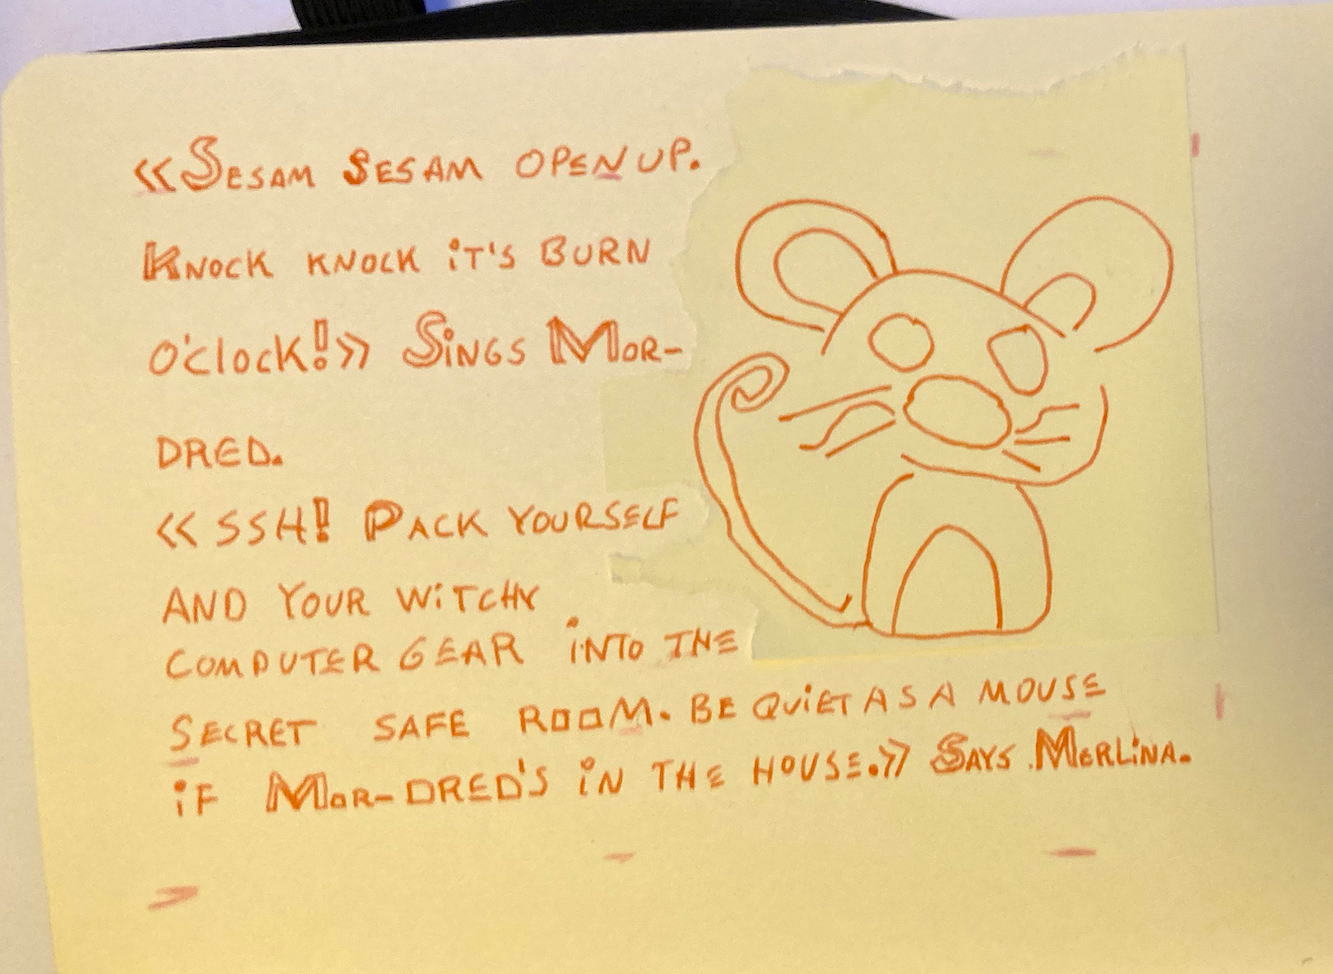 «Sesam Sesam open up.
Knock knock it's burn
o'clock!» Sings Mor-
dred.
«SSH! Pack yourself
and your witchy
computer gear into the
secret safe room. Be quiet as a mouse
if Mor-dred's in the house.» Says Merlina.